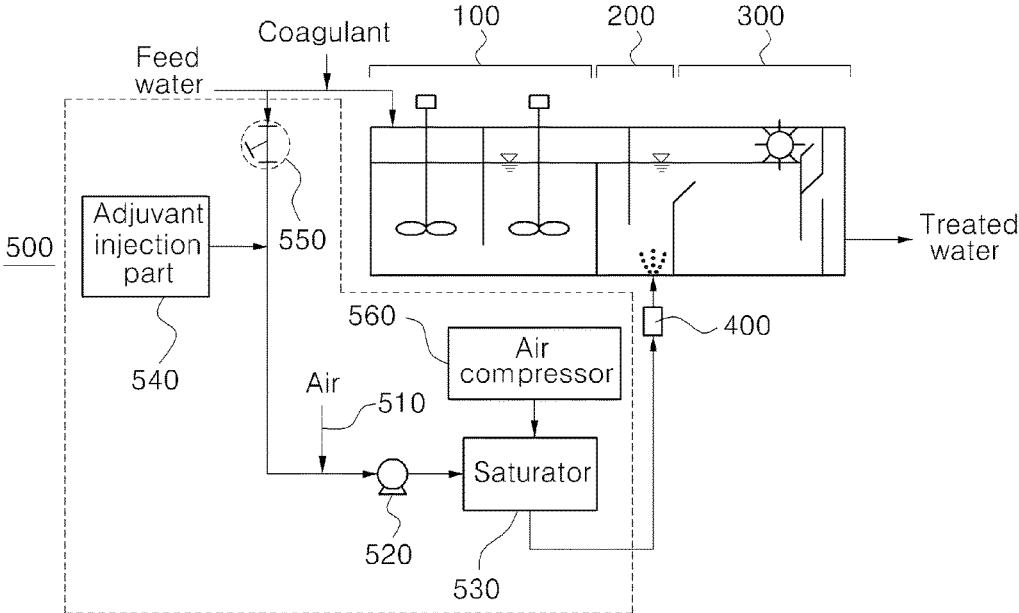 100
200
300
Coagulant
Feed
water
550
Adjuvant
injection
part
500
540
Treated
water
560
400
Air
compressor
Air
510
Saturator
520
530